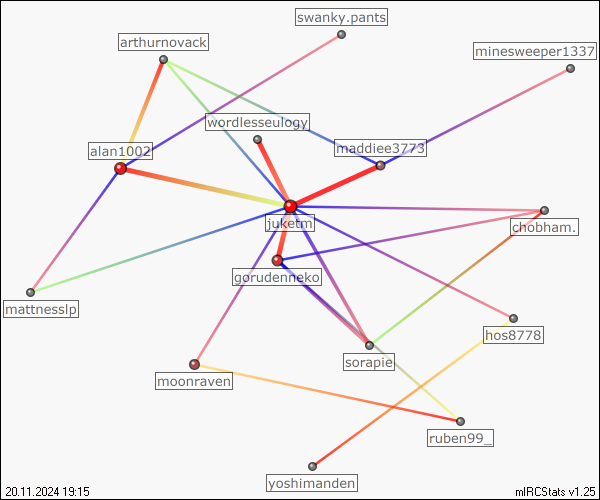 swanky.pants
arthurnovack
minesweeper1337
wordlesseulogy
maddiee3773
alan1002
juketm
chobham.
gorudenneko
mattnesslp
hos8778
sorapie
moonraven
ruben99_
yoshimanden
20.11.2024 19:15
mIRCStats v1.25